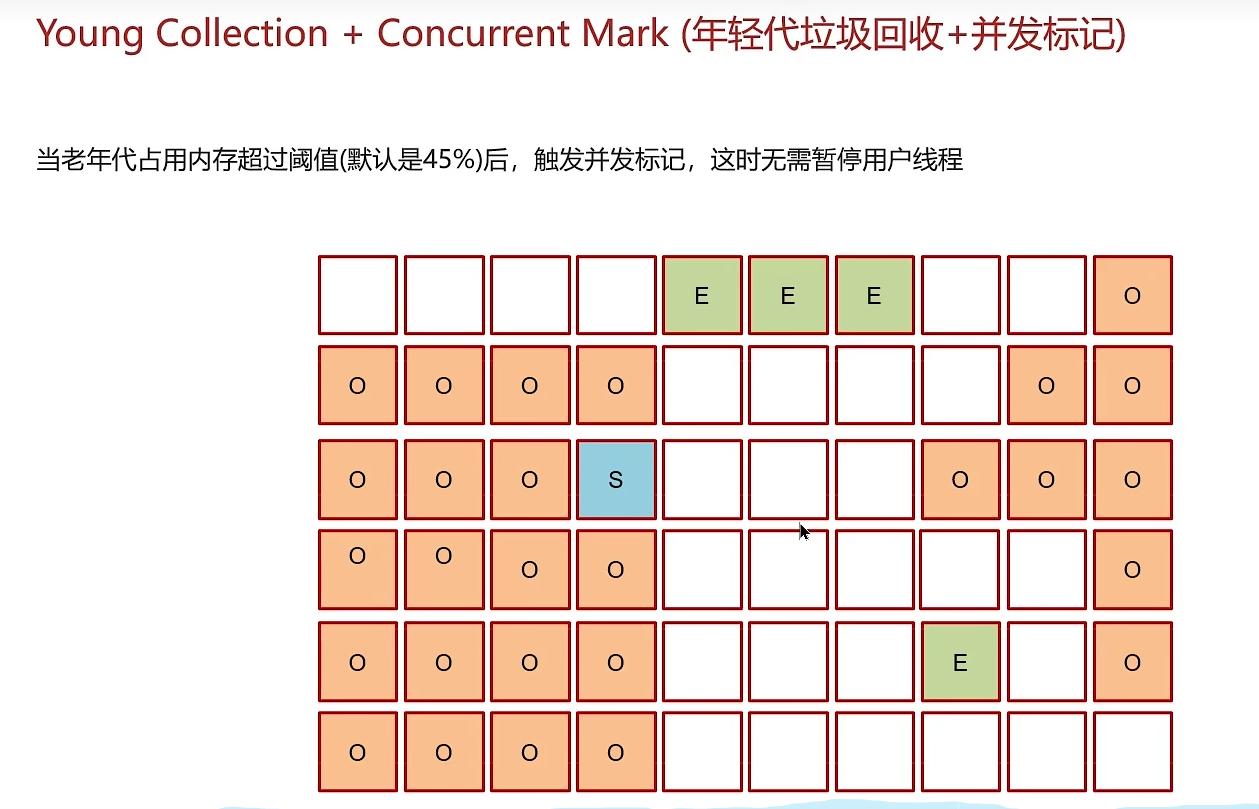 Young Collection + Concurrent Mark (年轻代垃圾回收+并发标记)
当老年代占用内存超过阈值(默认是45%)后，触发并发标记，这时无需暂停用户线程
E E E O
O O O O O O
O O O S O O O
O O O O O
O O O O E O
O O O O